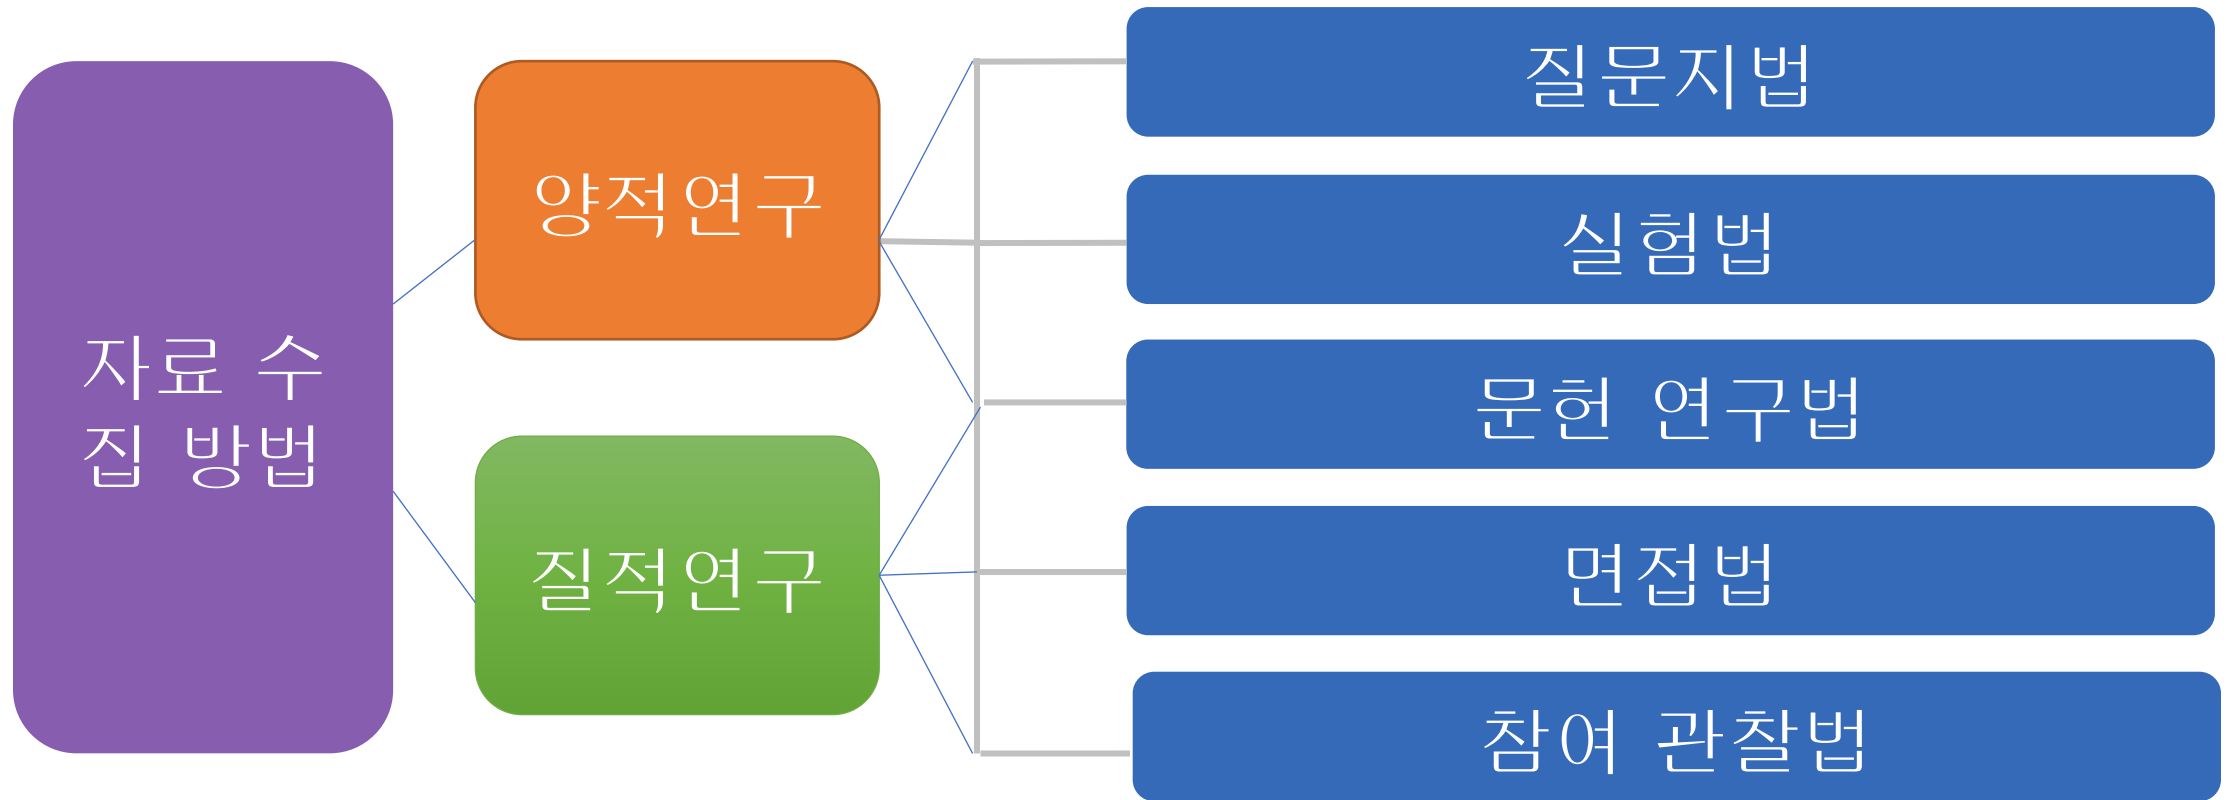 자료 수
집 방법
양적연구
질적연구
질문지법
실험법
문헌 연구법
면접법
참여 관찰법